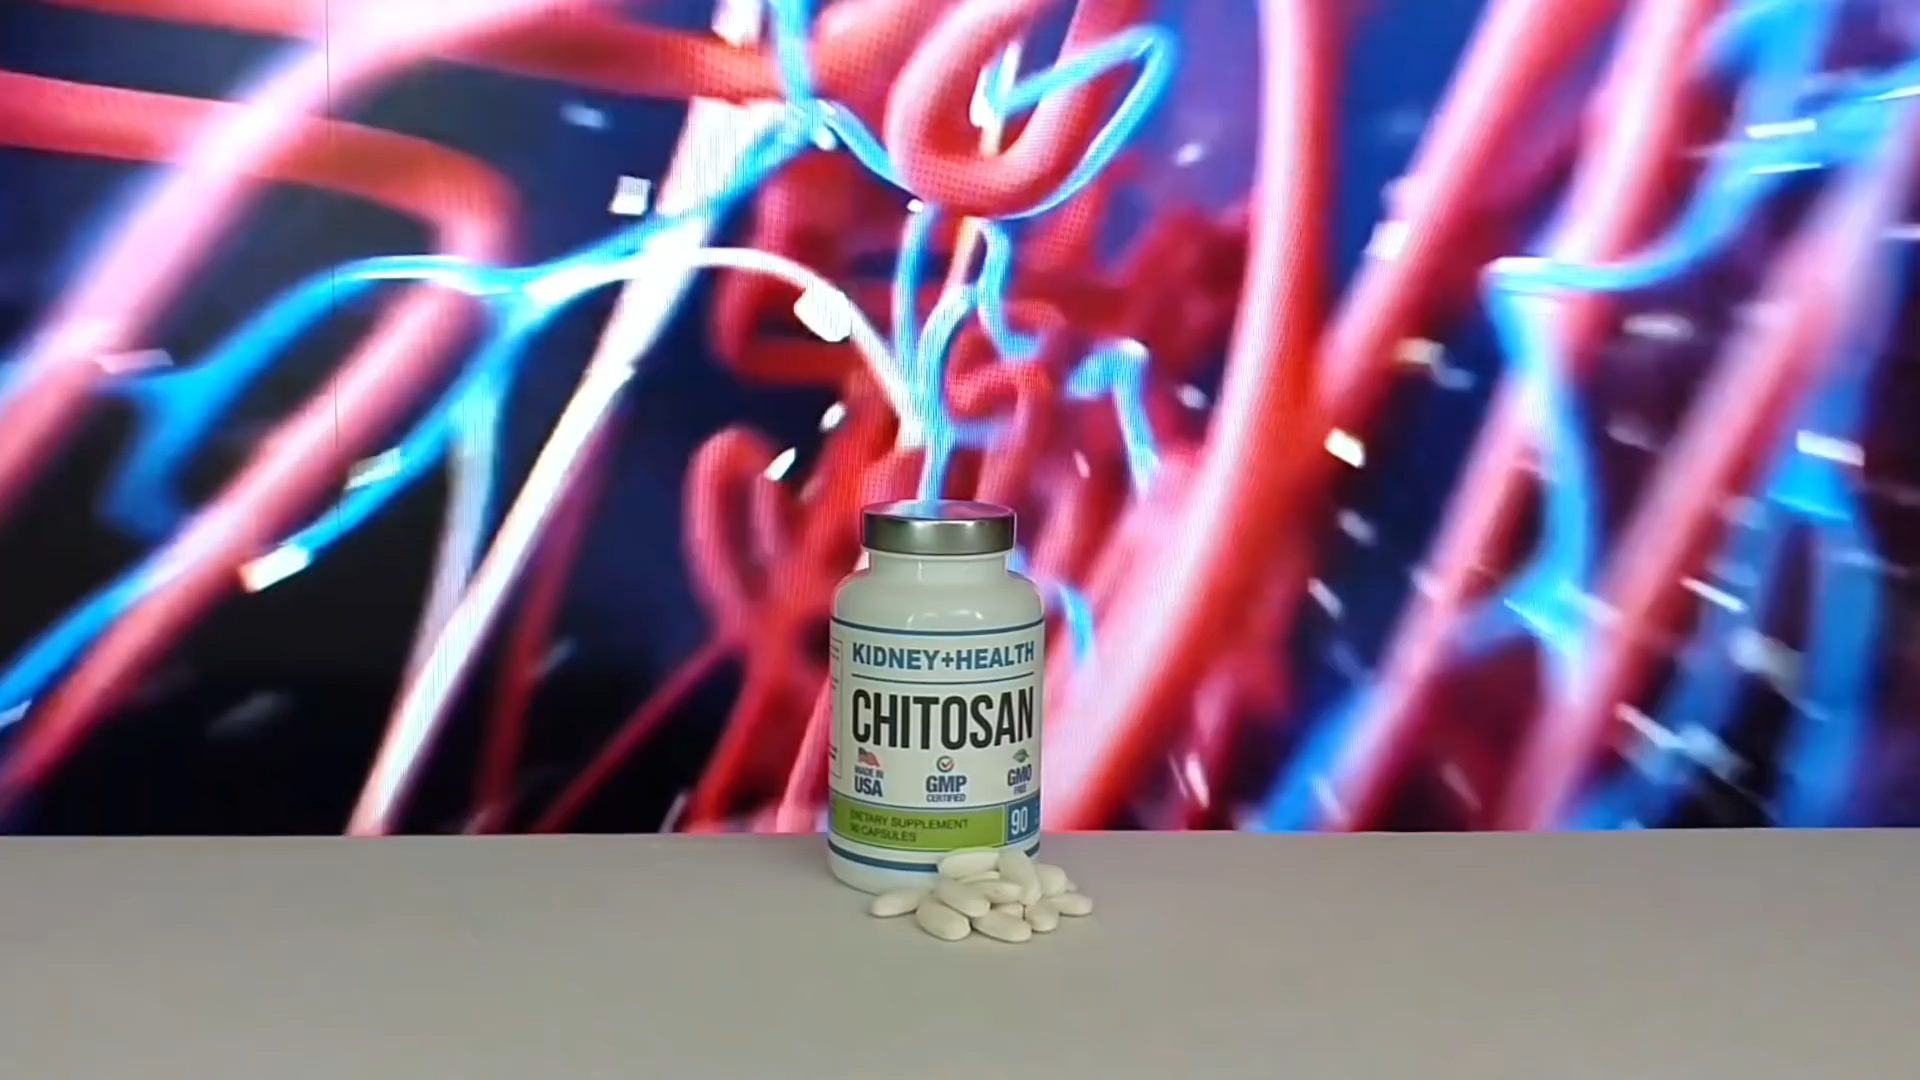 KIDNEY+HEALTH
CHITOSAN
MADE IN
USA
GMP
CERTIFIED
GMO
FREE
DIETARY SUPPLEMENT
90 CAPSULES
90